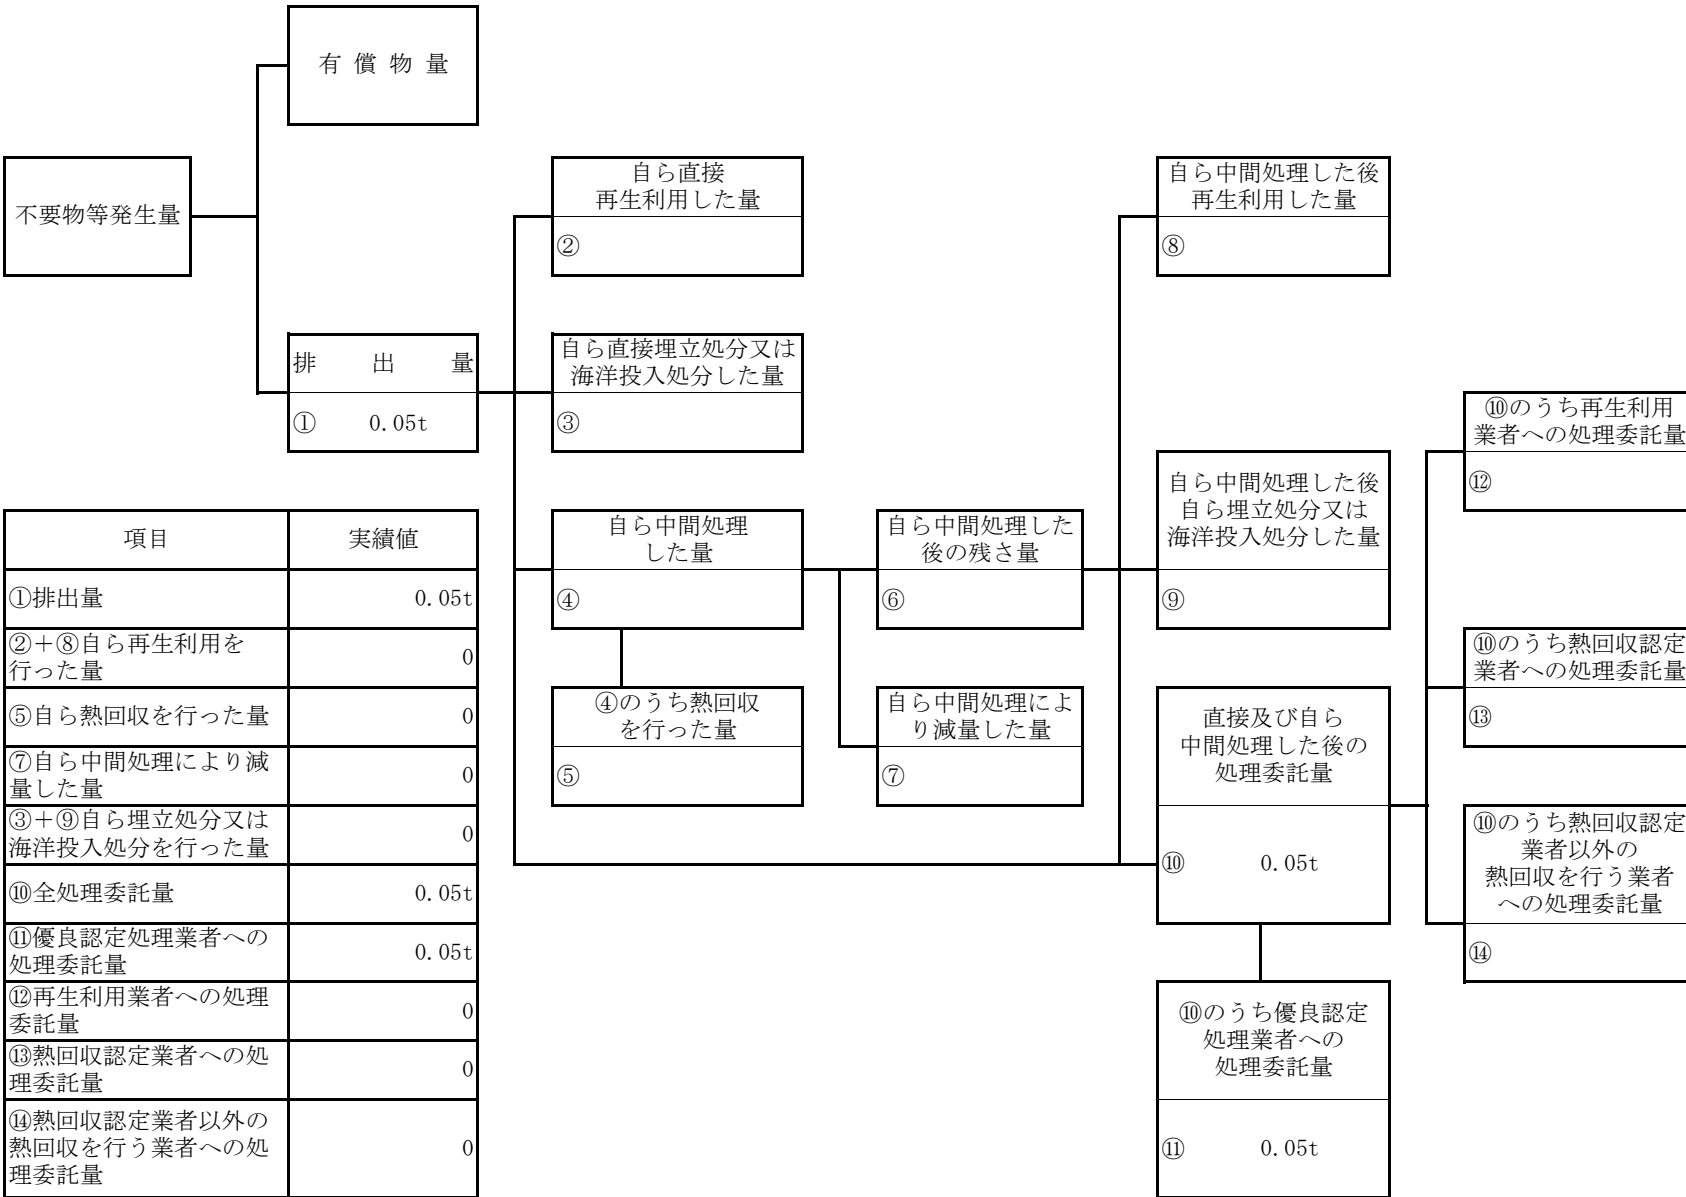 有 償 物 量
不要物等発生量
自ら直接
再生利用した量
②
自ら中間処理した後
再生利用した量
⑧
排 出 量
① 0.05t
自ら直接埋立処分又は
海洋投入処分した量
③
⑩のうち再生利用
業者への処理委託量
⑫
自ら中間処理
した量
④
自ら中間処理した
後の残さ量
⑥
自ら中間処理した後
自ら埋立処分又は
海洋投入処分した量
⑨
⑩のうち熱回収認定
業者への処理委託量
⑬
④のうち熱回収
を行った量
⑤
自ら中間処理によ
り減量した量
⑦
直接及び自ら
中間処理した後の
処理委託量
⑩ 0.05t
⑩のうち熱回収認定
業者以外の
熱回収を行う業者
への処理委託量
⑭
⑩のうち優良認定
処理業者への
処理委託量
⑪ 0.05t
項目 実績値
①排出量 0.05t
②＋⑧自ら再生利用を
行った量 0
⑤自ら熱回収を行った量 0
⑦自ら中間処理により減
量した量 0
③＋⑨自ら埋立処分又は
海洋投入処分を行った量 0
⑩全処理委託量 0.05t
⑪優良認定処理業者への
処理委託量 0.05t
⑫再生利用業者への処理
委託量 0
⑬熱回収認定業者への処
理委託量 0
⑭熱回収認定業者以外の
熱回収を行う業者への処
理委託量 0